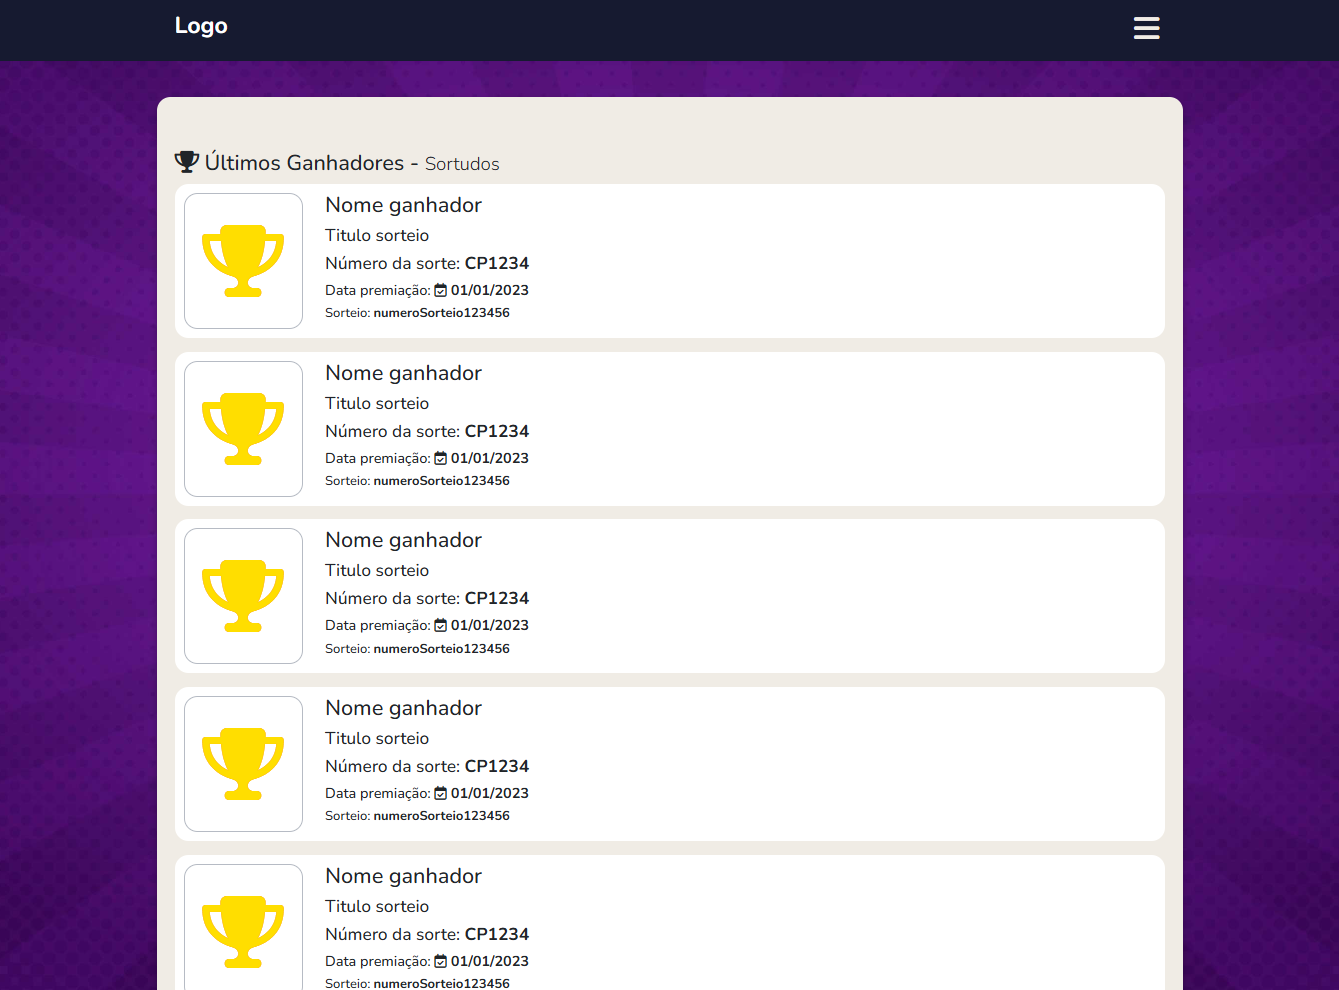 Logo
Últimos Ganhadores - Sortudos
Nome ganhador
Titulo sorteio
Número da sorte: CP1234
Data premiação: 01/01/2023
Sorteio: numeroSorteio123456
Nome ganhador
Titulo sorteio
Número da sorte: CP1234
Data premiação: 01/01/2023
Sorteio: numeroSorteio123456
Nome ganhador
Titulo sorteio
Número da sorte: CP1234
Data premiação: 01/01/2023
Sorteio: numeroSorteio123456
Nome ganhador
Titulo sorteio
Número da sorte: CP1234
Data premiação: 01/01/2023
Sorteio: numeroSorteio123456
Nome ganhador
Titulo sorteio
Número da sorte: CP1234
Data premiação: 01/01/2023
Sorteio: numeroSorteio123456